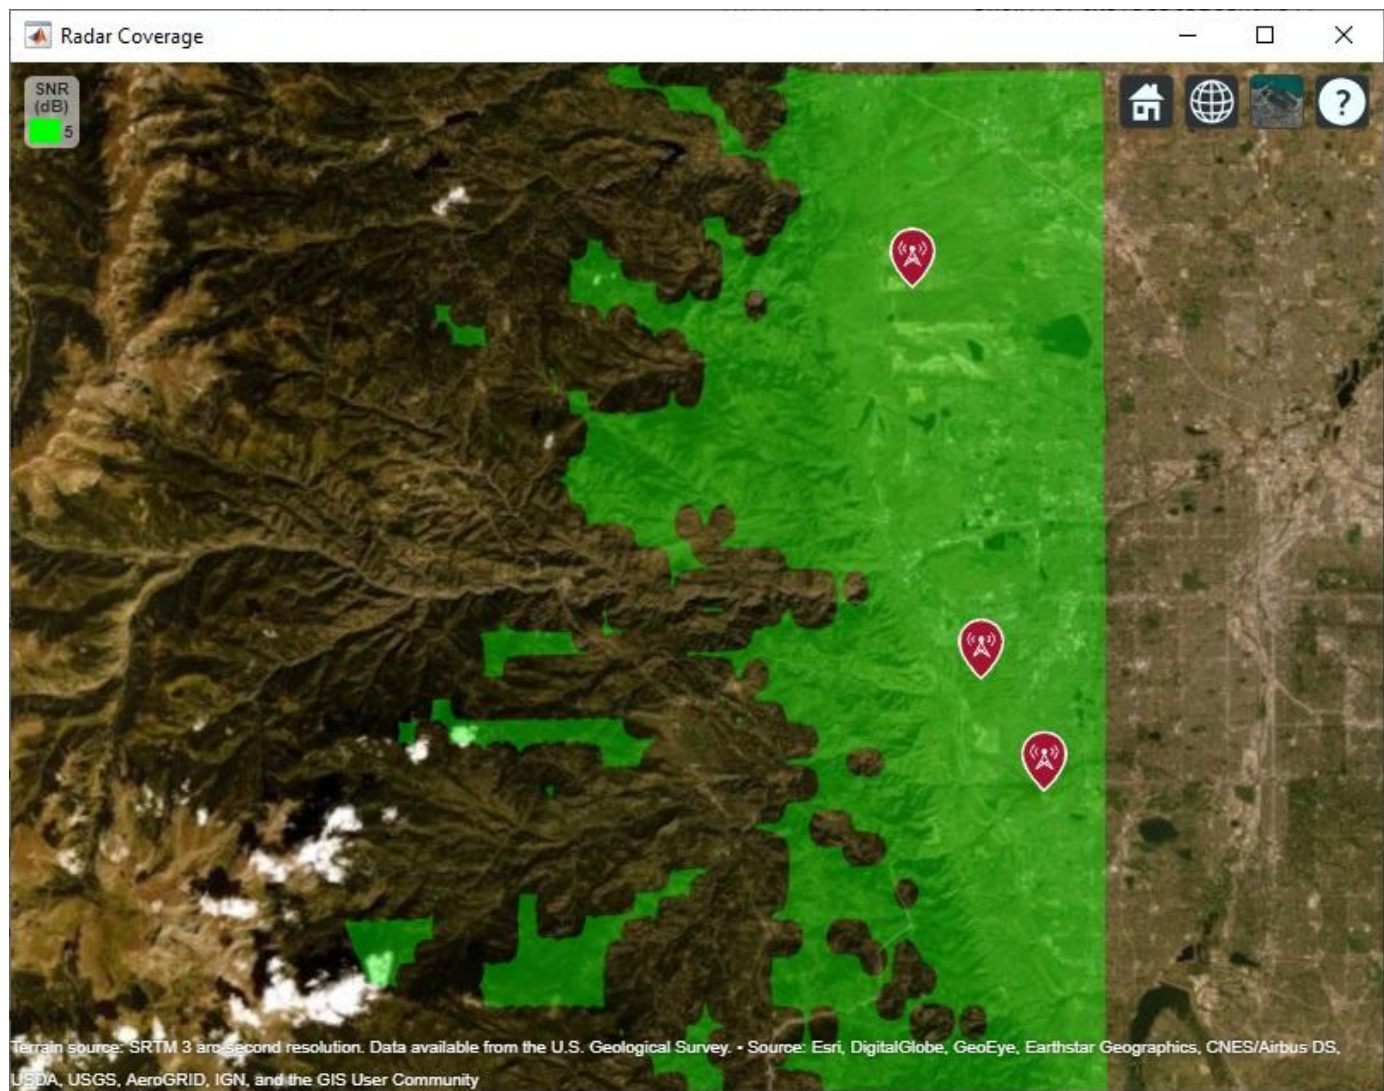 Radar Coverage
SNR
(dB)
5
?
Terrain source: SRTM 3 arc-second resolution. Data available from the U.S. Geological Survey. - Source: Esri, DigitalGlobe, GeoEye, Earthstar Geographics, CNES/Airbus DS,
USDA, USGS, AeroGRID, IGN, and the GIS User Community